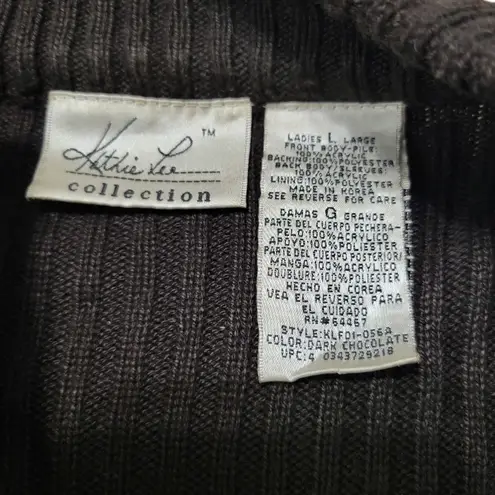 Kathie Lee ™
collection
LADIES L LARGE
FRONT BODY-PILE:
100%ACRYLIC
BACKING:100%POLYESTER
BACK BODY/SLEEVES:
100%ACRYLIC
LINING:100%POLYESTER
MADE IN KOREA
SEE REVERSE FOR CARE
DAMAS G GRANDE
PARTE DEL CUERPO PECHERA-
PELO:100%ACRYLICO
APOYO:100%POLIESTER
PARTE DEL CUERPO POSTERIOR/
MANGA:100%ACRYLICO
DOUBLURE:100%POLIESTER
HECHO EN COREA
VEA EL REVERSO PARA
EL CUIDADO
RN#64467
STYLE:KLF01-056A
COLOR:DARK CHOCOLATE
UPC:4 0343729218